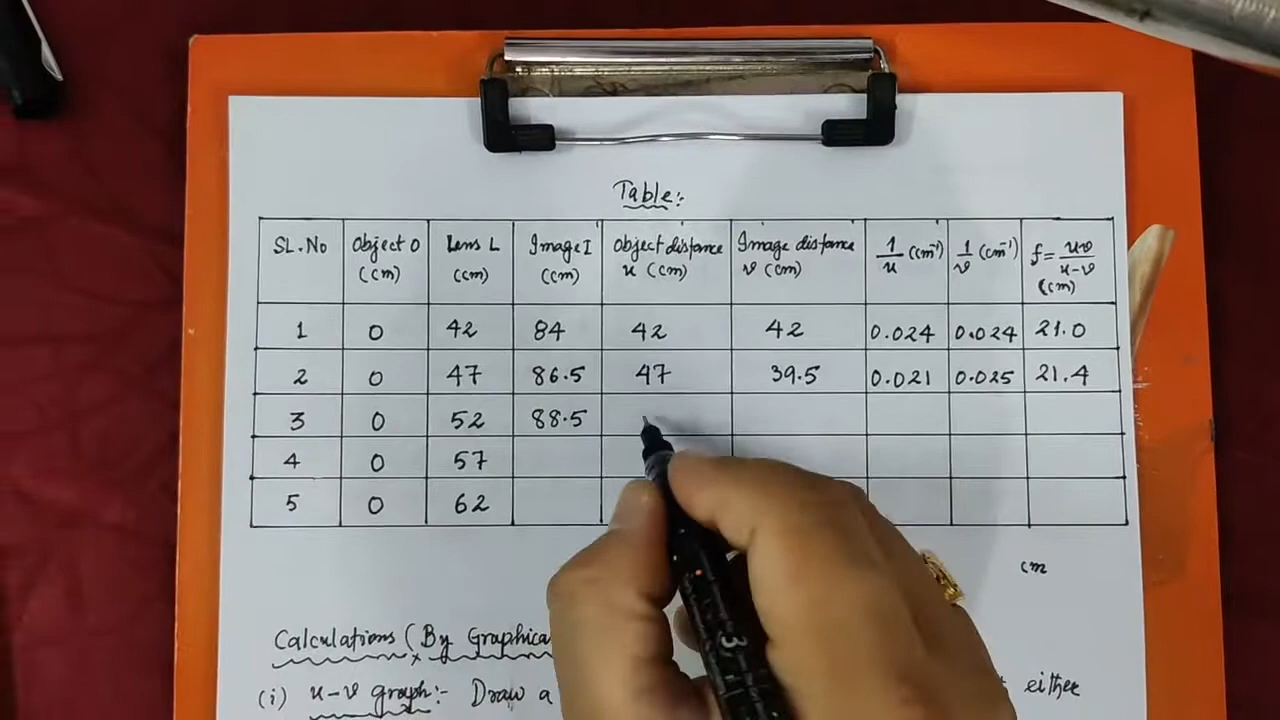 Table:
SL.No Object O (cm) Lens L (cm) Image I (cm) Object distance u (cm) Image distance v (cm) 1/u (cm⁻¹) 1/v (cm⁻¹) f = uv/u-v (cm)
1 0 42 84 42 42 0.024 0.024 21.0
2 0 47 86.5 47 39.5 0.021 0.025 21.4
3 0 52 88.5
4 0 57
5 0 62
cm
Calculations (By Graphica
(i) u-v graph:- Draw a either